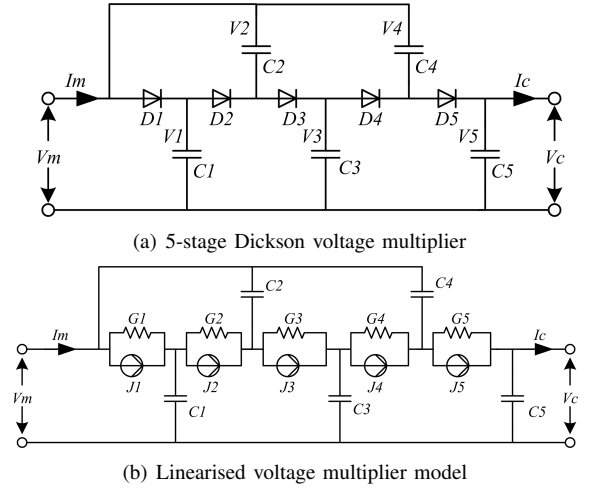 V2 V4
C2 C4
Im Ic
D1 D2 D3 D4 D5
V1 V3 V5
Vm C1 C3 C5 Vc
(a) 5-stage Dickson voltage multiplier
C2 C4
G1 G2 G3 G4 G5
Im Ic
J1 J2 J3 J4 J5
Vm C1 C3 C5 Vc
(b) Linearised voltage multiplier model